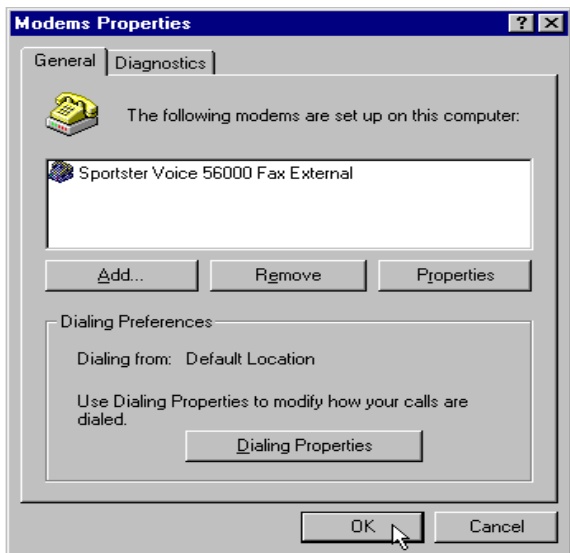 Modems Properties
General
Diagnostics
The following modems are set up on this computer:
Sportster Voice 56000 Fax External
Add...
Remove
Properties
Dialing Preferences
Dialing from: Default Location
Use Dialing Properties to modify how your calls are
dialed.
Dialing Properties
OK
Cancel